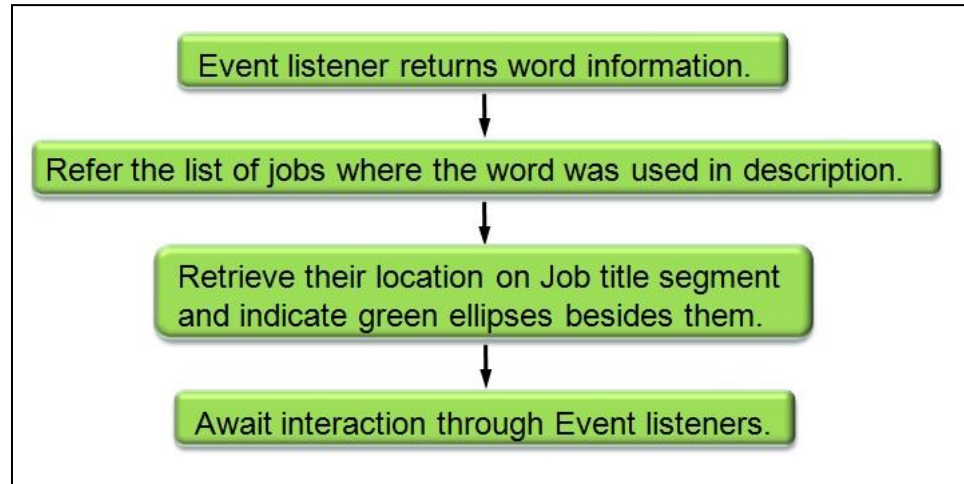 Event listener returns word information.
Refer the list of jobs where the word was used in description.
Retrieve their location on Job title segment
and indicate green ellipses besides them.
Await interaction through Event listeners.